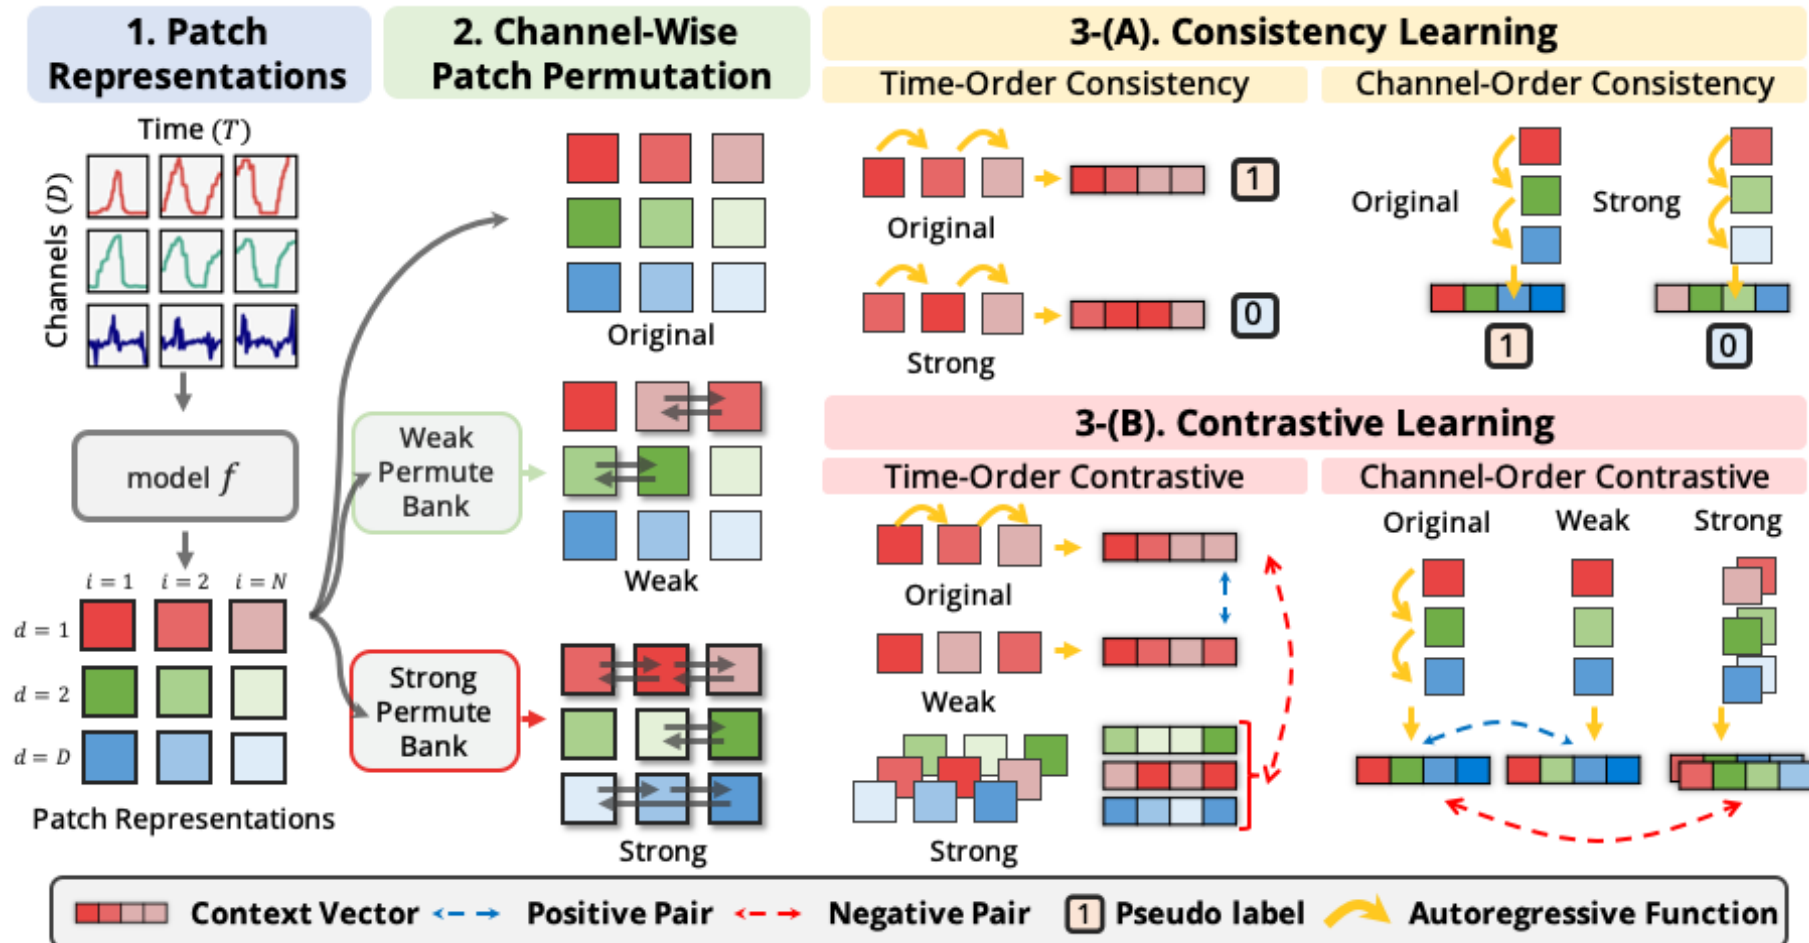 1. Patch
Representations
2. Channel-Wise
Patch Permutation
3-(A). Consistency Learning
Time-Order Consistency
Channel-Order Consistency
Time (T)
Channels (D)
model f
i = 1
i = 2
i = N
d = 1
d = 2
d = D
Patch Representations
Original
Weak
Permute
Bank
Weak
Strong
Permute
Bank
Strong
Original
1
Strong
0
Original
1
Strong
0
3-(B). Contrastive Learning
Time-Order Contrastive
Channel-Order Contrastive
Original
Weak
Strong
Original
Weak
Strong
Context Vector
Positive Pair
Negative Pair
1
Pseudo label
Autoregressive Function